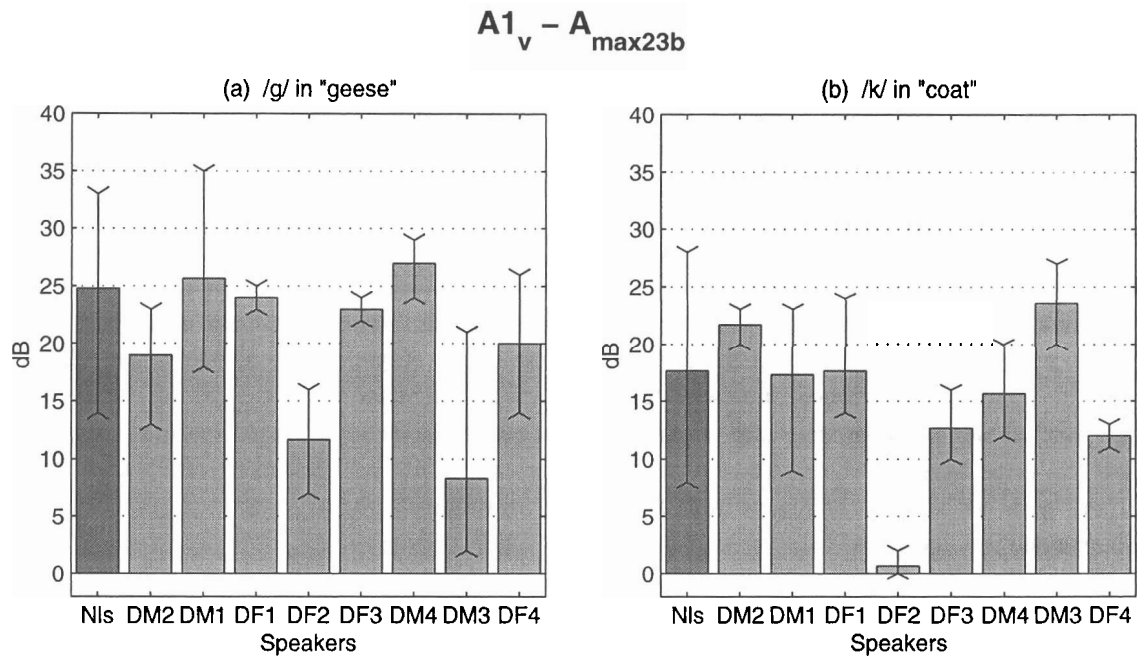 A1v – Amax23b
(a) /g/ in "geese"
40
35
30
25
20
15
10
5
0
dB
Nls DM2 DM1 DF1 DF2 DF3 DM4 DM3 DF4
Speakers
(b) /k/ in "coat"
40
35
30
25
20
15
10
5
0
dB
Nls DM2 DM1 DF1 DF2 DF3 DM4 DM3 DF4
Speakers